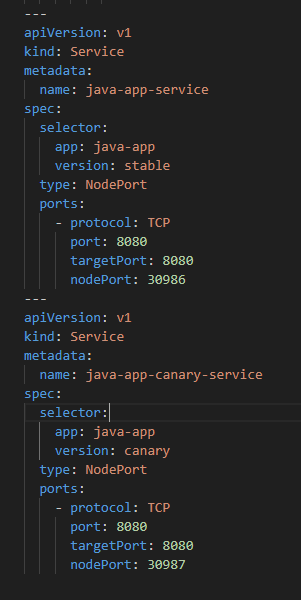 ---
apiVersion: v1
kind: Service
metadata:
  name: java-app-service
spec:
  selector:
    app: java-app
    version: stable
  type: NodePort
  ports:
    - protocol: TCP
      port: 8080
      targetPort: 8080
      nodePort: 30986
---
apiVersion: v1
kind: Service
metadata:
  name: java-app-canary-service
spec:
  selector:
    app: java-app
    version: canary
  type: NodePort
  ports:
    - protocol: TCP
      port: 8080
      targetPort: 8080
      nodePort: 30987